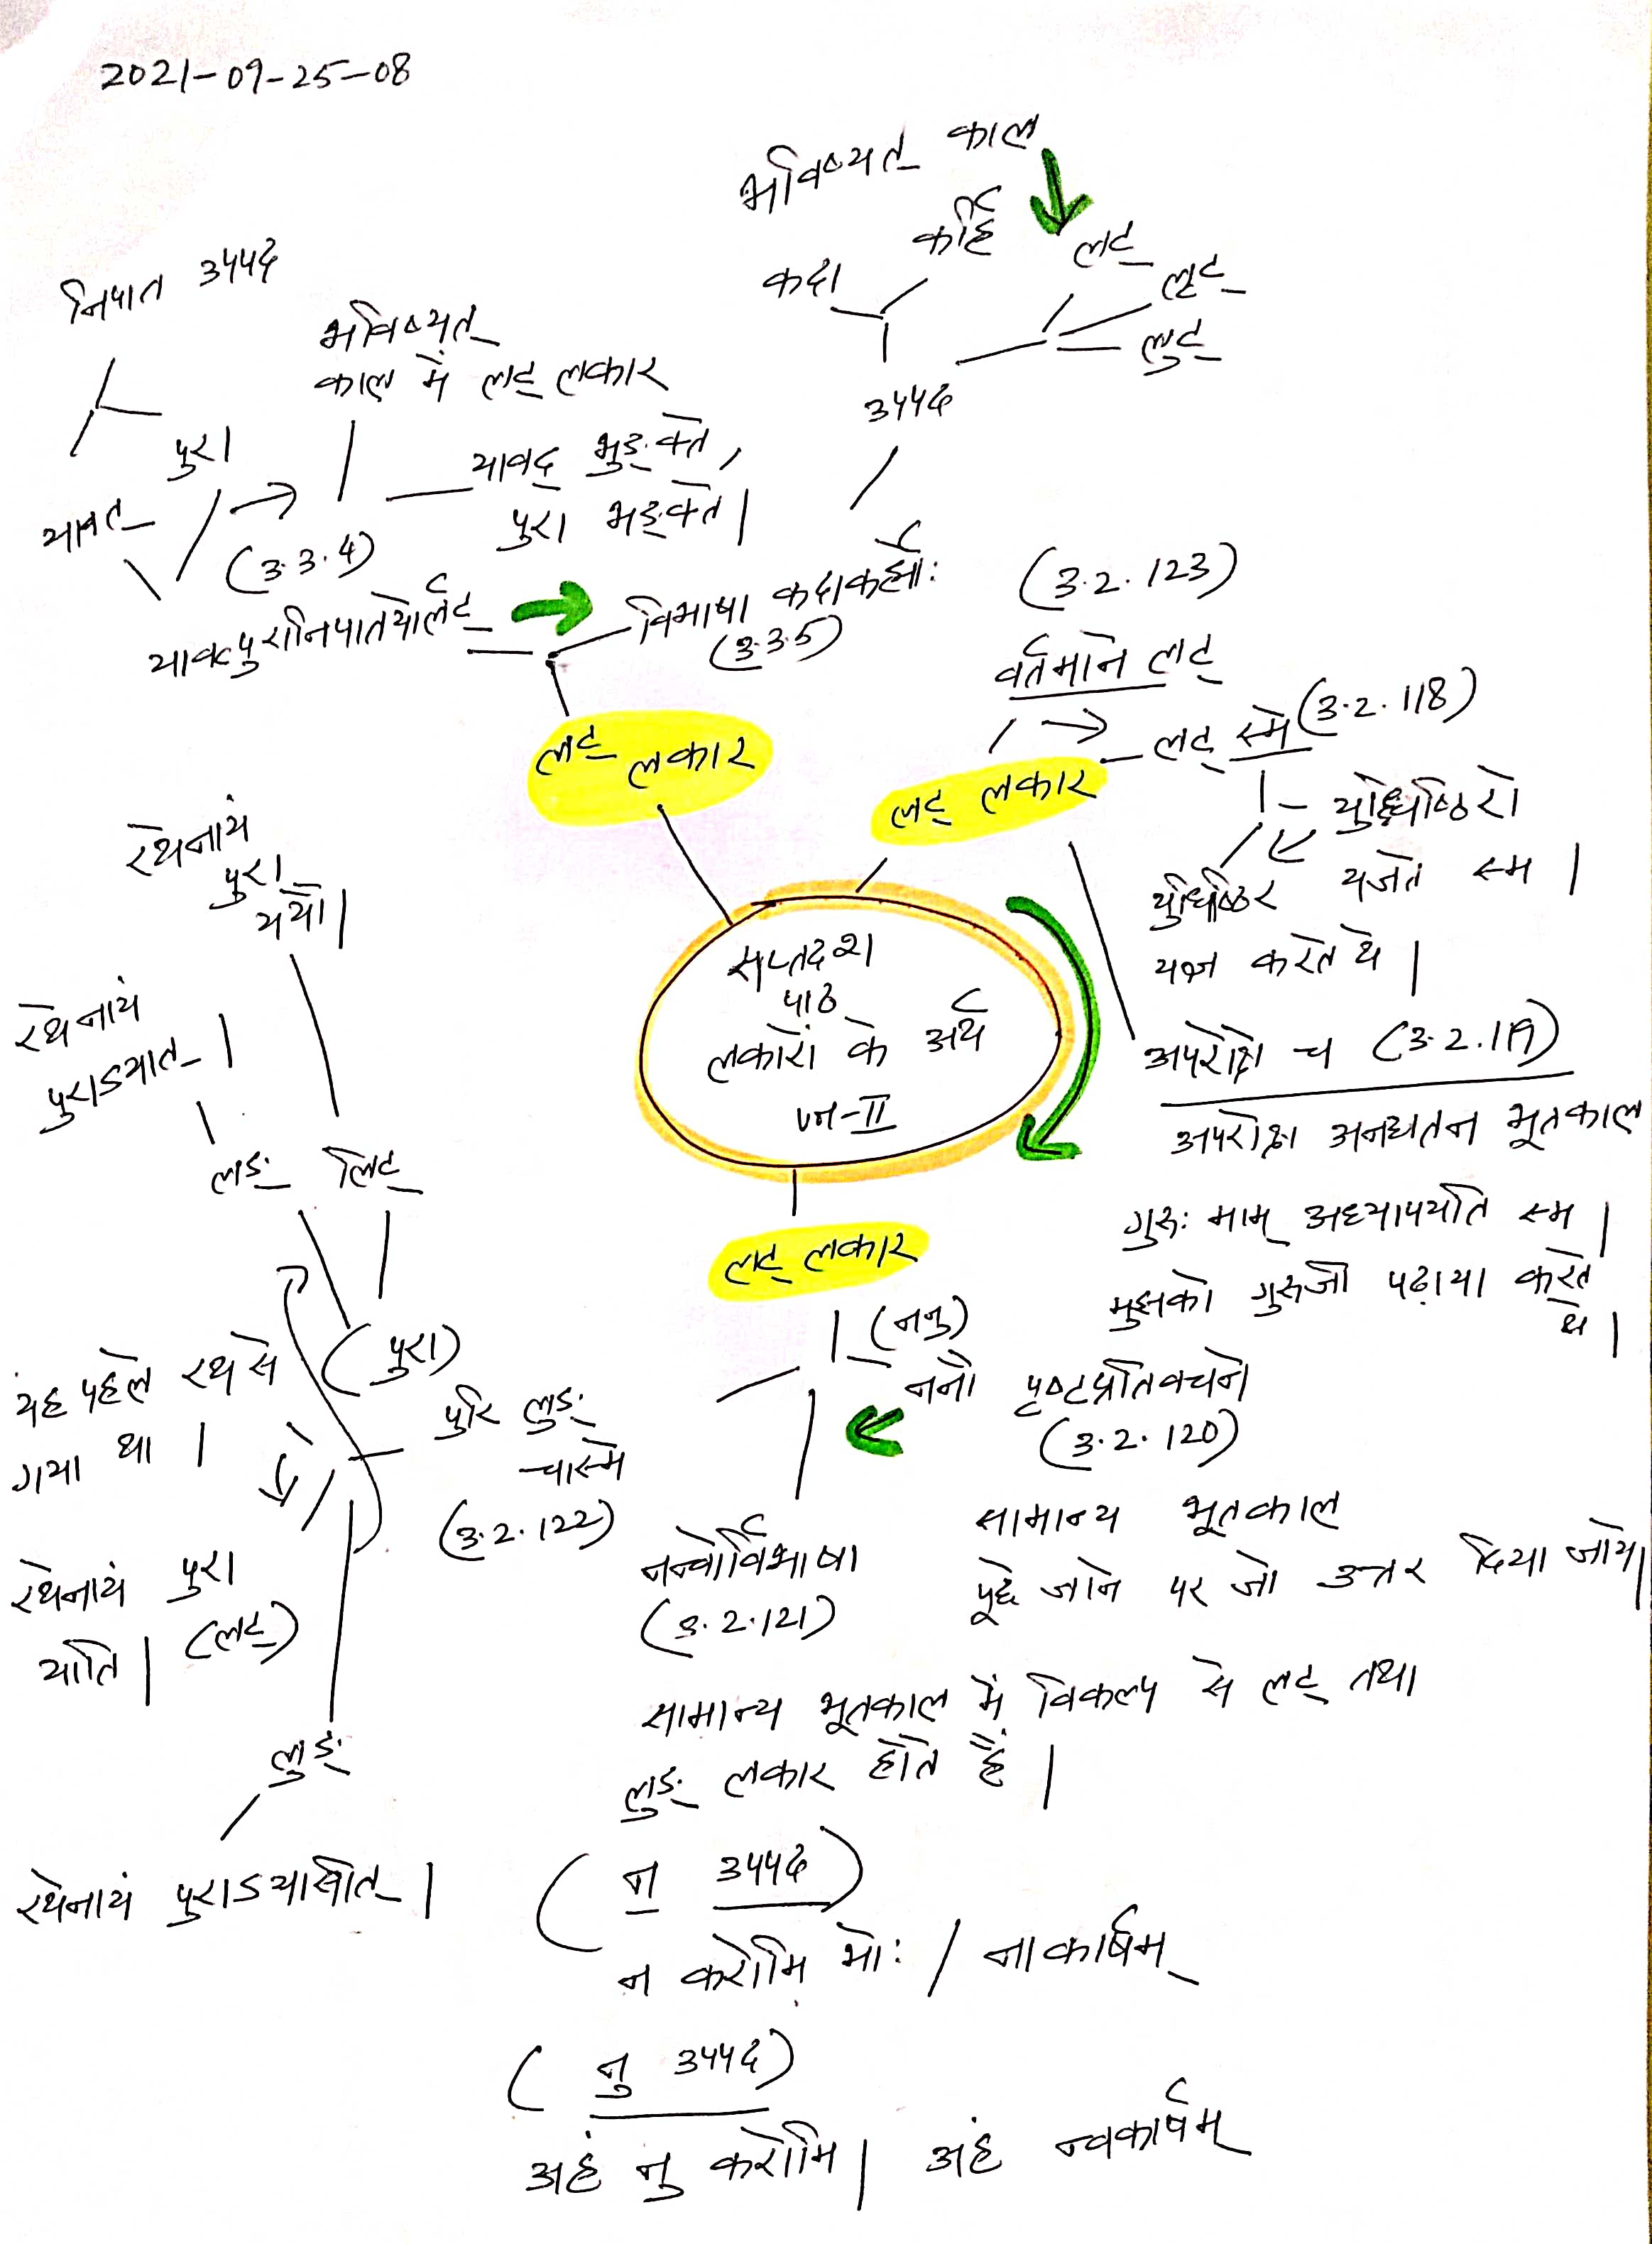 2021-09-25-08
भविष्यत् काल
कर्हि
कदा
लट्
लृट्
लुट्
उपपद
निपात उपपद
पुरा
यावत्
भविष्यत्
काल में लट् लकार
यावद् भुङ्क्ते,
पुरा भुङ्क्ते।
(3.3.4)
यावत्पुरानिपातयोर्लट्
विभाषा कदाकर्ह्योः
(3.3.5)
लट् लकार
(3.2.123)
वर्तमाने लट्
लट् स्मे (3.2.118)
लट् लकार
युधिष्ठिरो
यजते स्म।
युधिष्ठिर
यज्ञ करते थे।
अपरोक्षे च (3.2.119)
अपरोक्ष अनद्यतन भूतकाल
गुरुः माम् अध्यापयति स्म।
मुझको गुरुजी पढ़ाया करते
थे।
सप्तदश
पाठ
लकारों के अर्थ
II
रथेनायं
पुरा
ययौ।
रथेनायं
पुराऽयात्।
लङ् लिट्
(पुरा)
यह पहले रथ से
गया था।
पुरि लुङ्
चास्मे
(3.2.122)
रथेनायं पुरा
याति। (लट्)
लुङ्
रथेनायं पुराऽयासीत्।
लट् लकार
(ननु)
ननौ पृष्टप्रतिवचने
(3.2.120)
सामान्य भूतकाल
पूछे जाने पर जो उत्तर दिया जाये।
नन्वोर्विभाषा
(3.2.121)
सामान्य भूतकाल में विकल्प से लट् तथा
लुङ् लकार होते हैं।
(न उपपद)
न करोमि भोः / नाकार्षम्
(नु उपपद)
अहं नु करोमि। अहं न्वकार्षम्